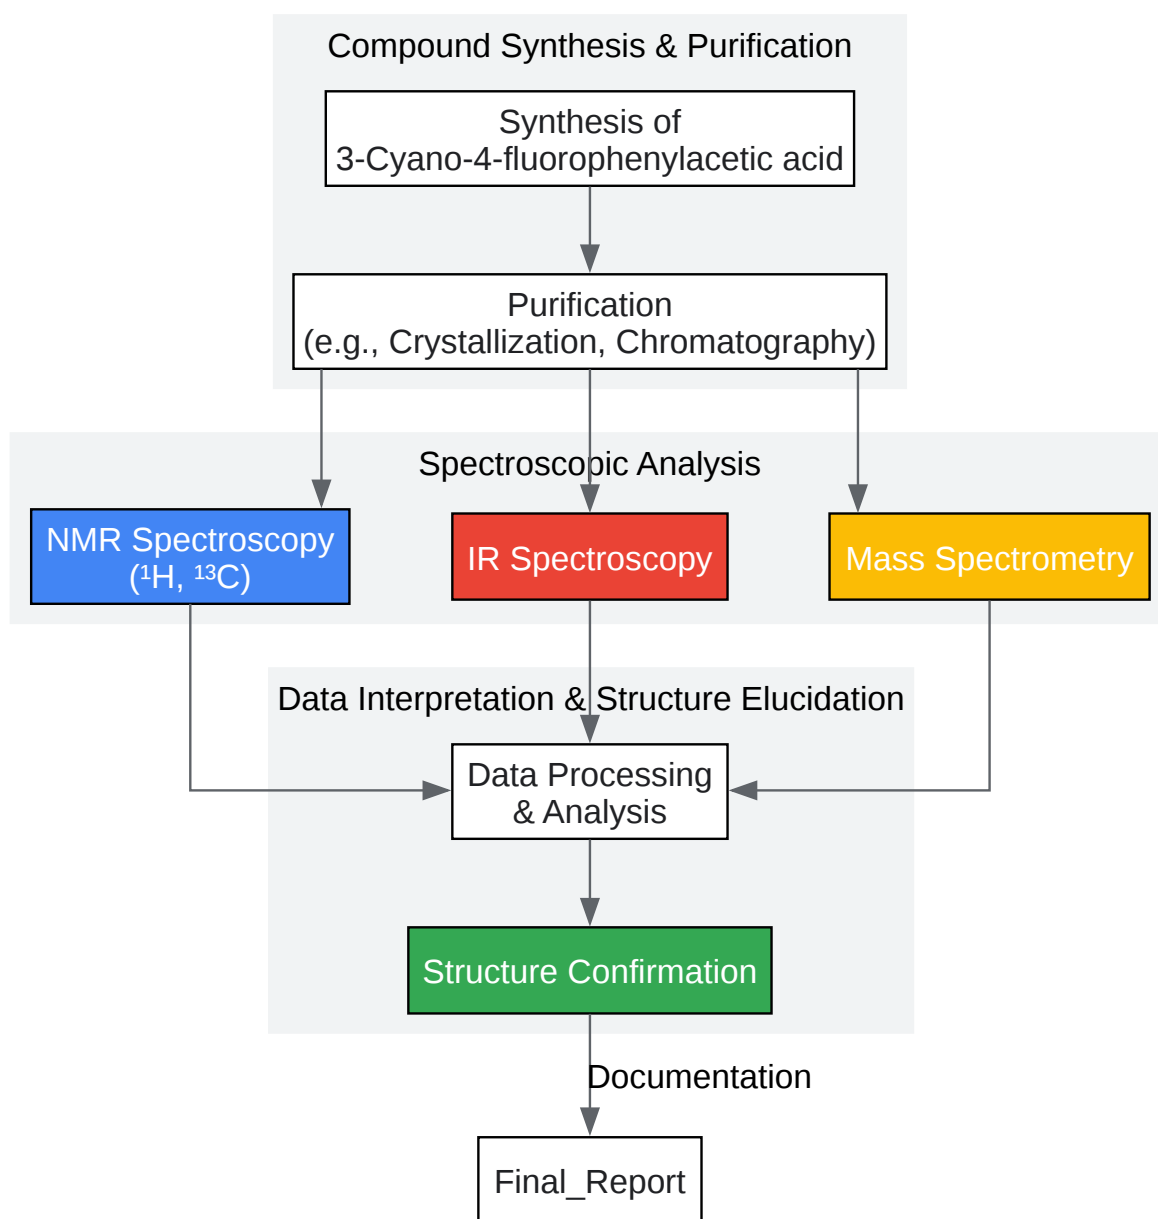 Compound Synthesis & Purification
Synthesis of
3-Cyano-4-fluorophenylacetic acid
Purification
(e.g., Crystallization, Chromatography)
Spectroscopic Analysis
NMR Spectroscopy
(¹H, ¹³C)
IR Spectroscopy
Mass Spectrometry
Data Interpretation & Structure Elucidation
Data Processing
& Analysis
Structure Confirmation
Documentation
Final_Report